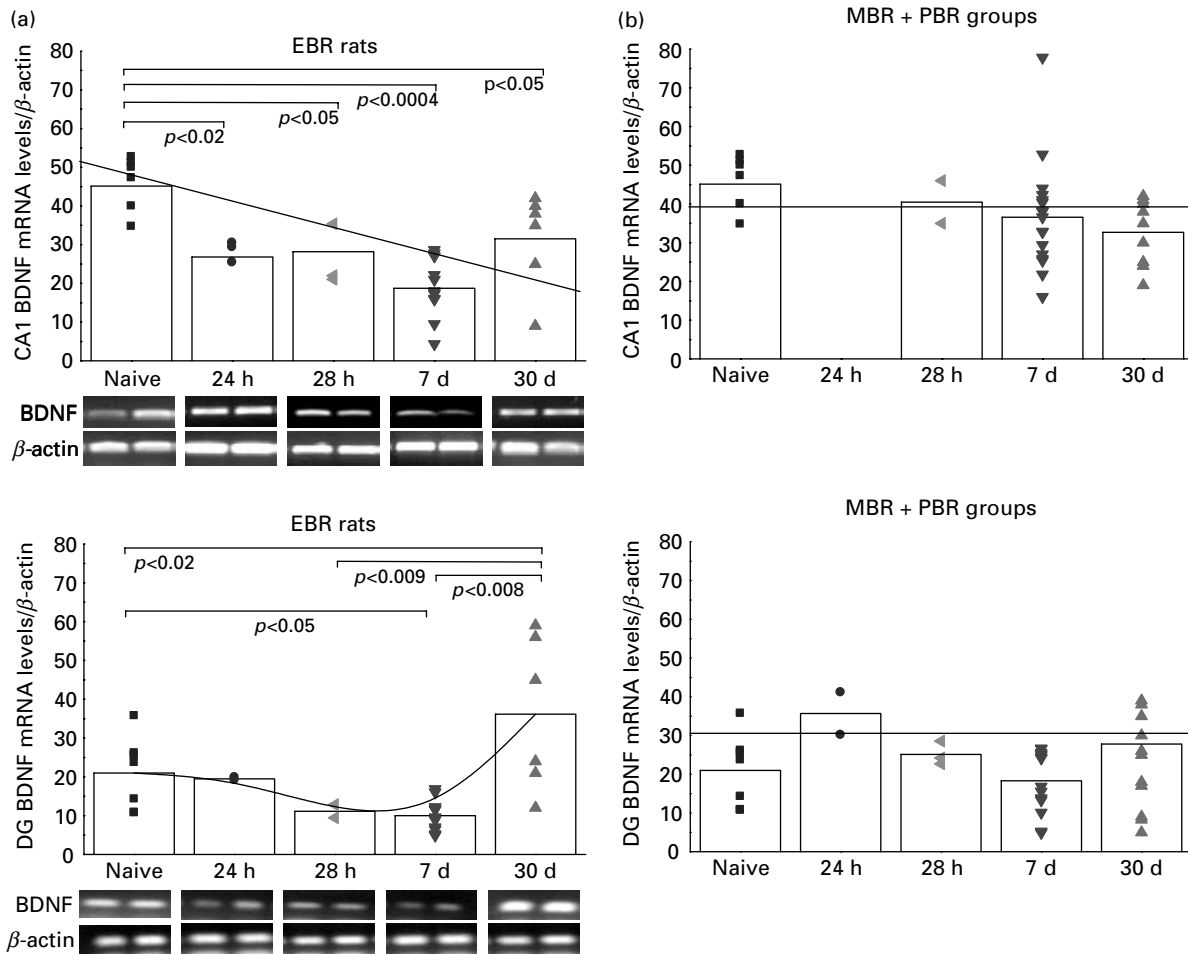 (a)
EBR rats
CA1 BDNF mRNA levels/β-actin
80
70
60
50
40
30
20
10
0
p<0.05
p<0.0004
p<0.05
p<0.02
Naive 24 h 28 h 7 d 30 d
BDNF
β-actin
(b)
MBR + PBR groups
CA1 BDNF mRNA levels/β-actin
80
70
60
50
40
30
20
10
0
Naive 24 h 28 h 7 d 30 d
EBR rats
DG BDNF mRNA levels/β-actin
80
70
60
50
40
30
20
10
0
p<0.02
p<0.009
p<0.008
p<0.05
Naive 24 h 28 h 7 d 30 d
BDNF
β-actin
MBR + PBR groups
DG BDNF mRNA levels/β-actin
80
70
60
50
40
30
20
10
0
Naive 24 h 28 h 7 d 30 d